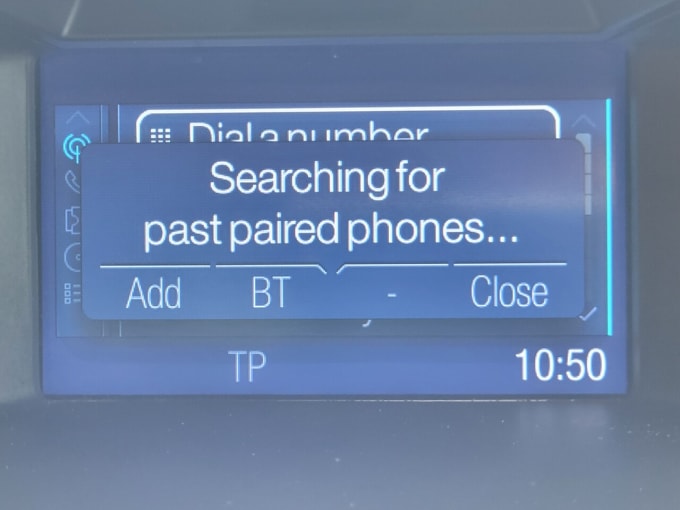 Dial a number
Searching for
past paired phones...
Add BT - Close
TP 10:50